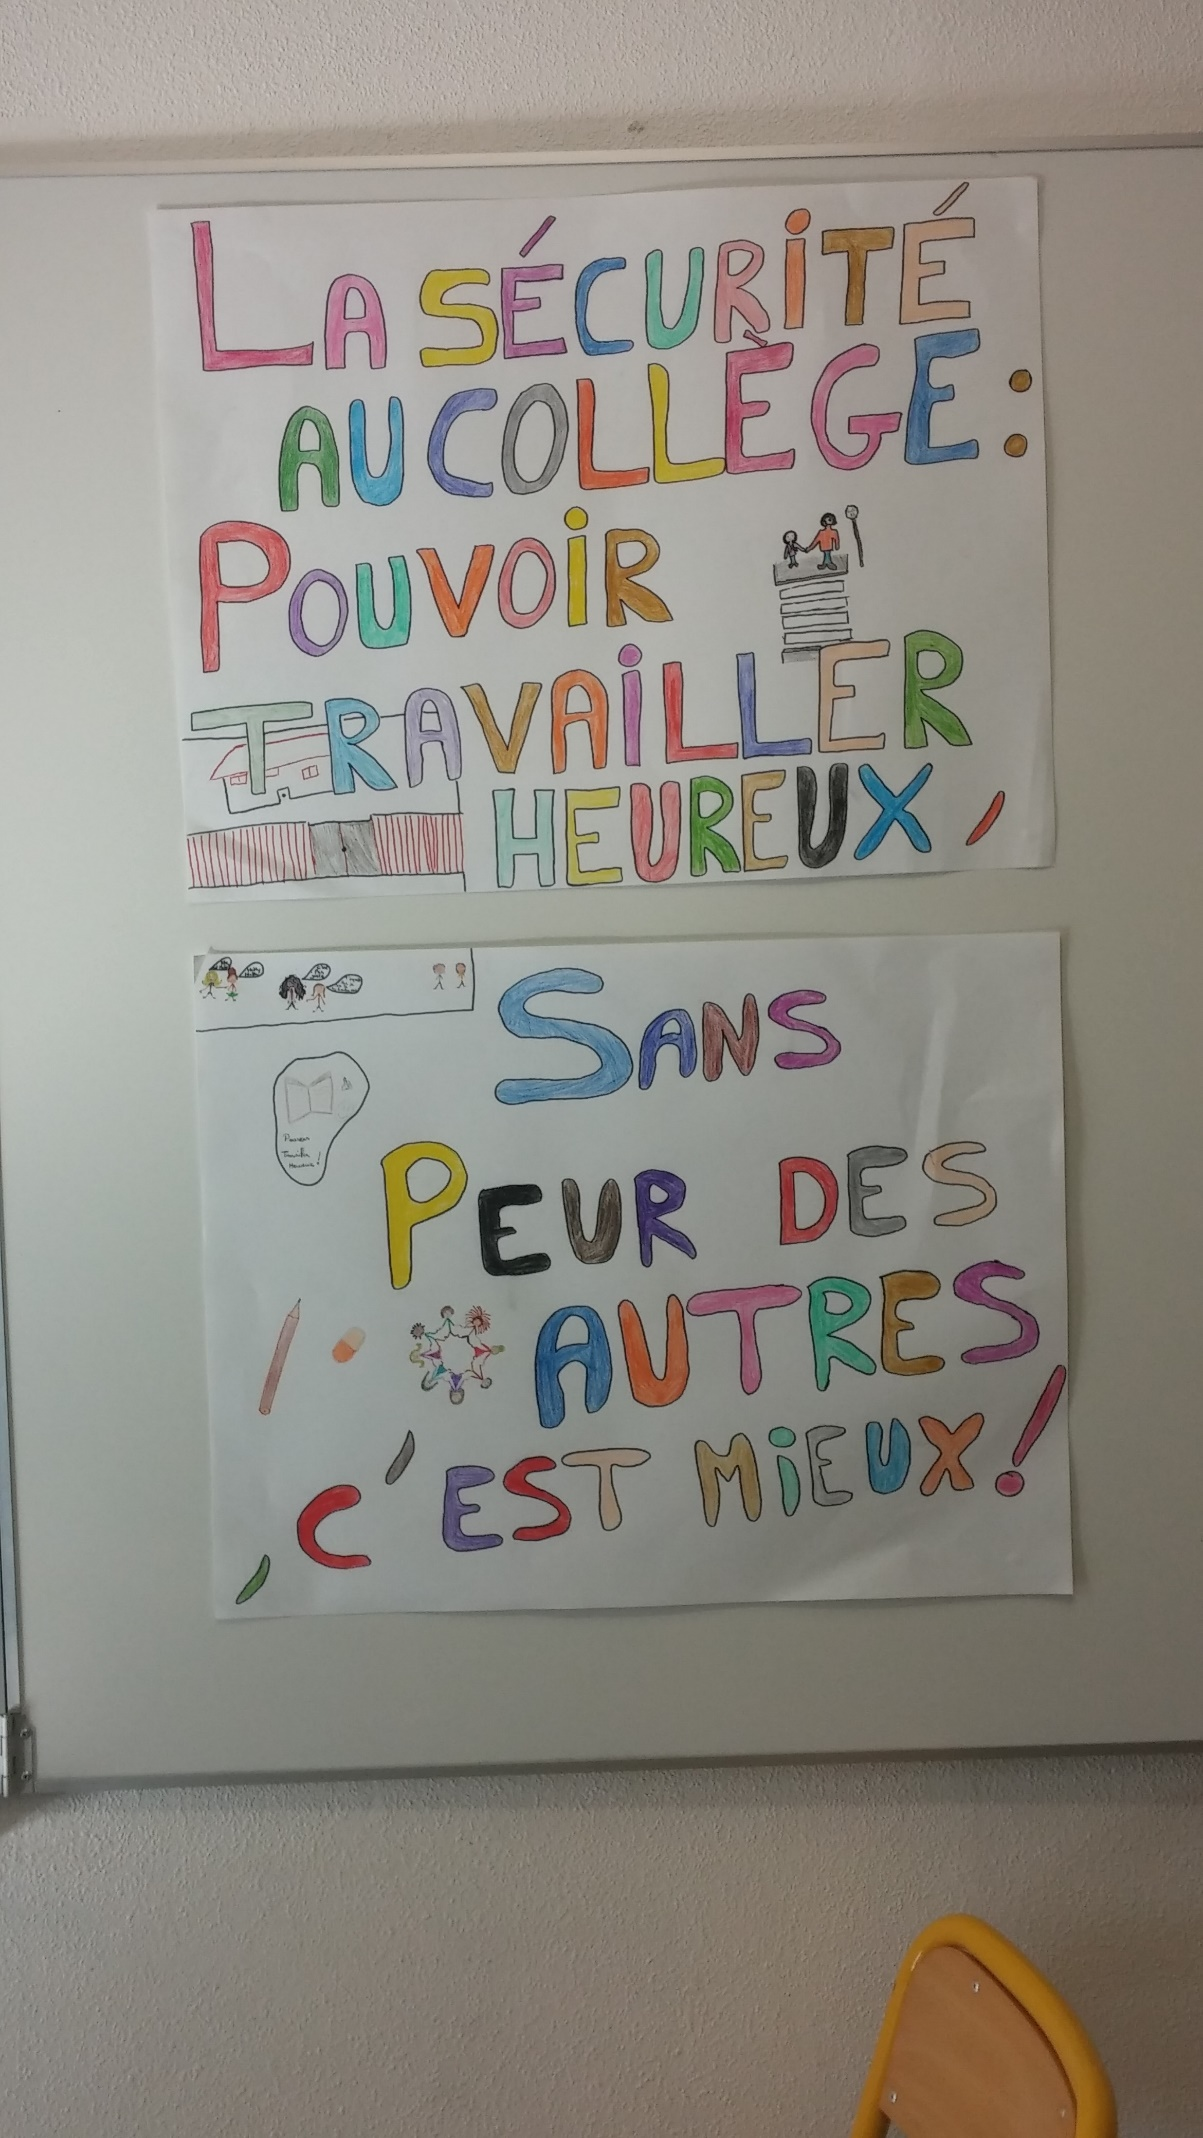 LA SÉCURITÉ
AU COLLÈGE :
POUVOIR
TRAVAILLER
HEUREUX,
SANS
PEUR DES
AUTRES
, C'EST MIEUX !